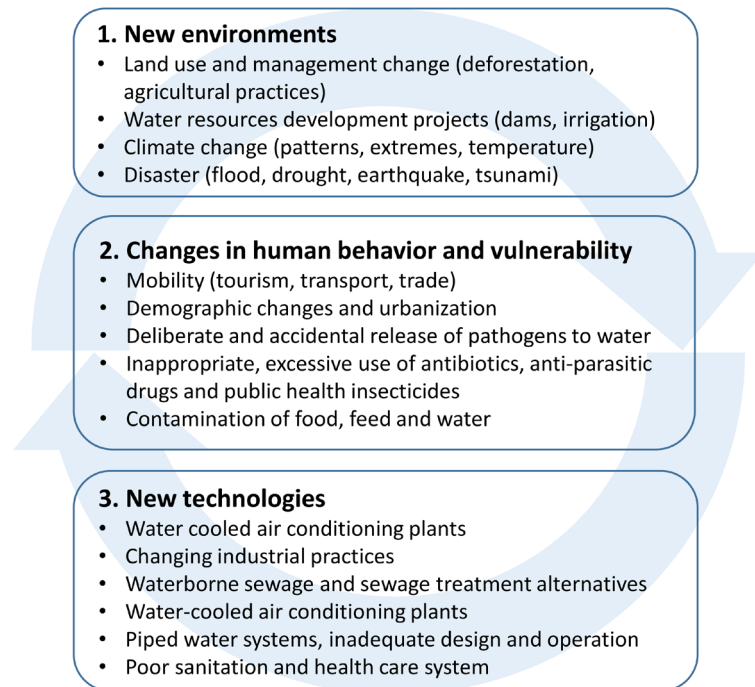 1. New environments
• Land use and management change (deforestation,
agricultural practices)
• Water resources development projects (dams, irrigation)
• Climate change (patterns, extremes, temperature)
• Disaster (flood, drought, earthquake, tsunami)
2. Changes in human behavior and vulnerability
• Mobility (tourism, transport, trade)
• Demographic changes and urbanization
• Deliberate and accidental release of pathogens to water
• Inappropriate, excessive use of antibiotics, anti-parasitic
drugs and public health insecticides
• Contamination of food, feed and water
3. New technologies
• Water cooled air conditioning plants
• Changing industrial practices
• Waterborne sewage and sewage treatment alternatives
• Water-cooled air conditioning plants
• Piped water systems, inadequate design and operation
• Poor sanitation and health care system